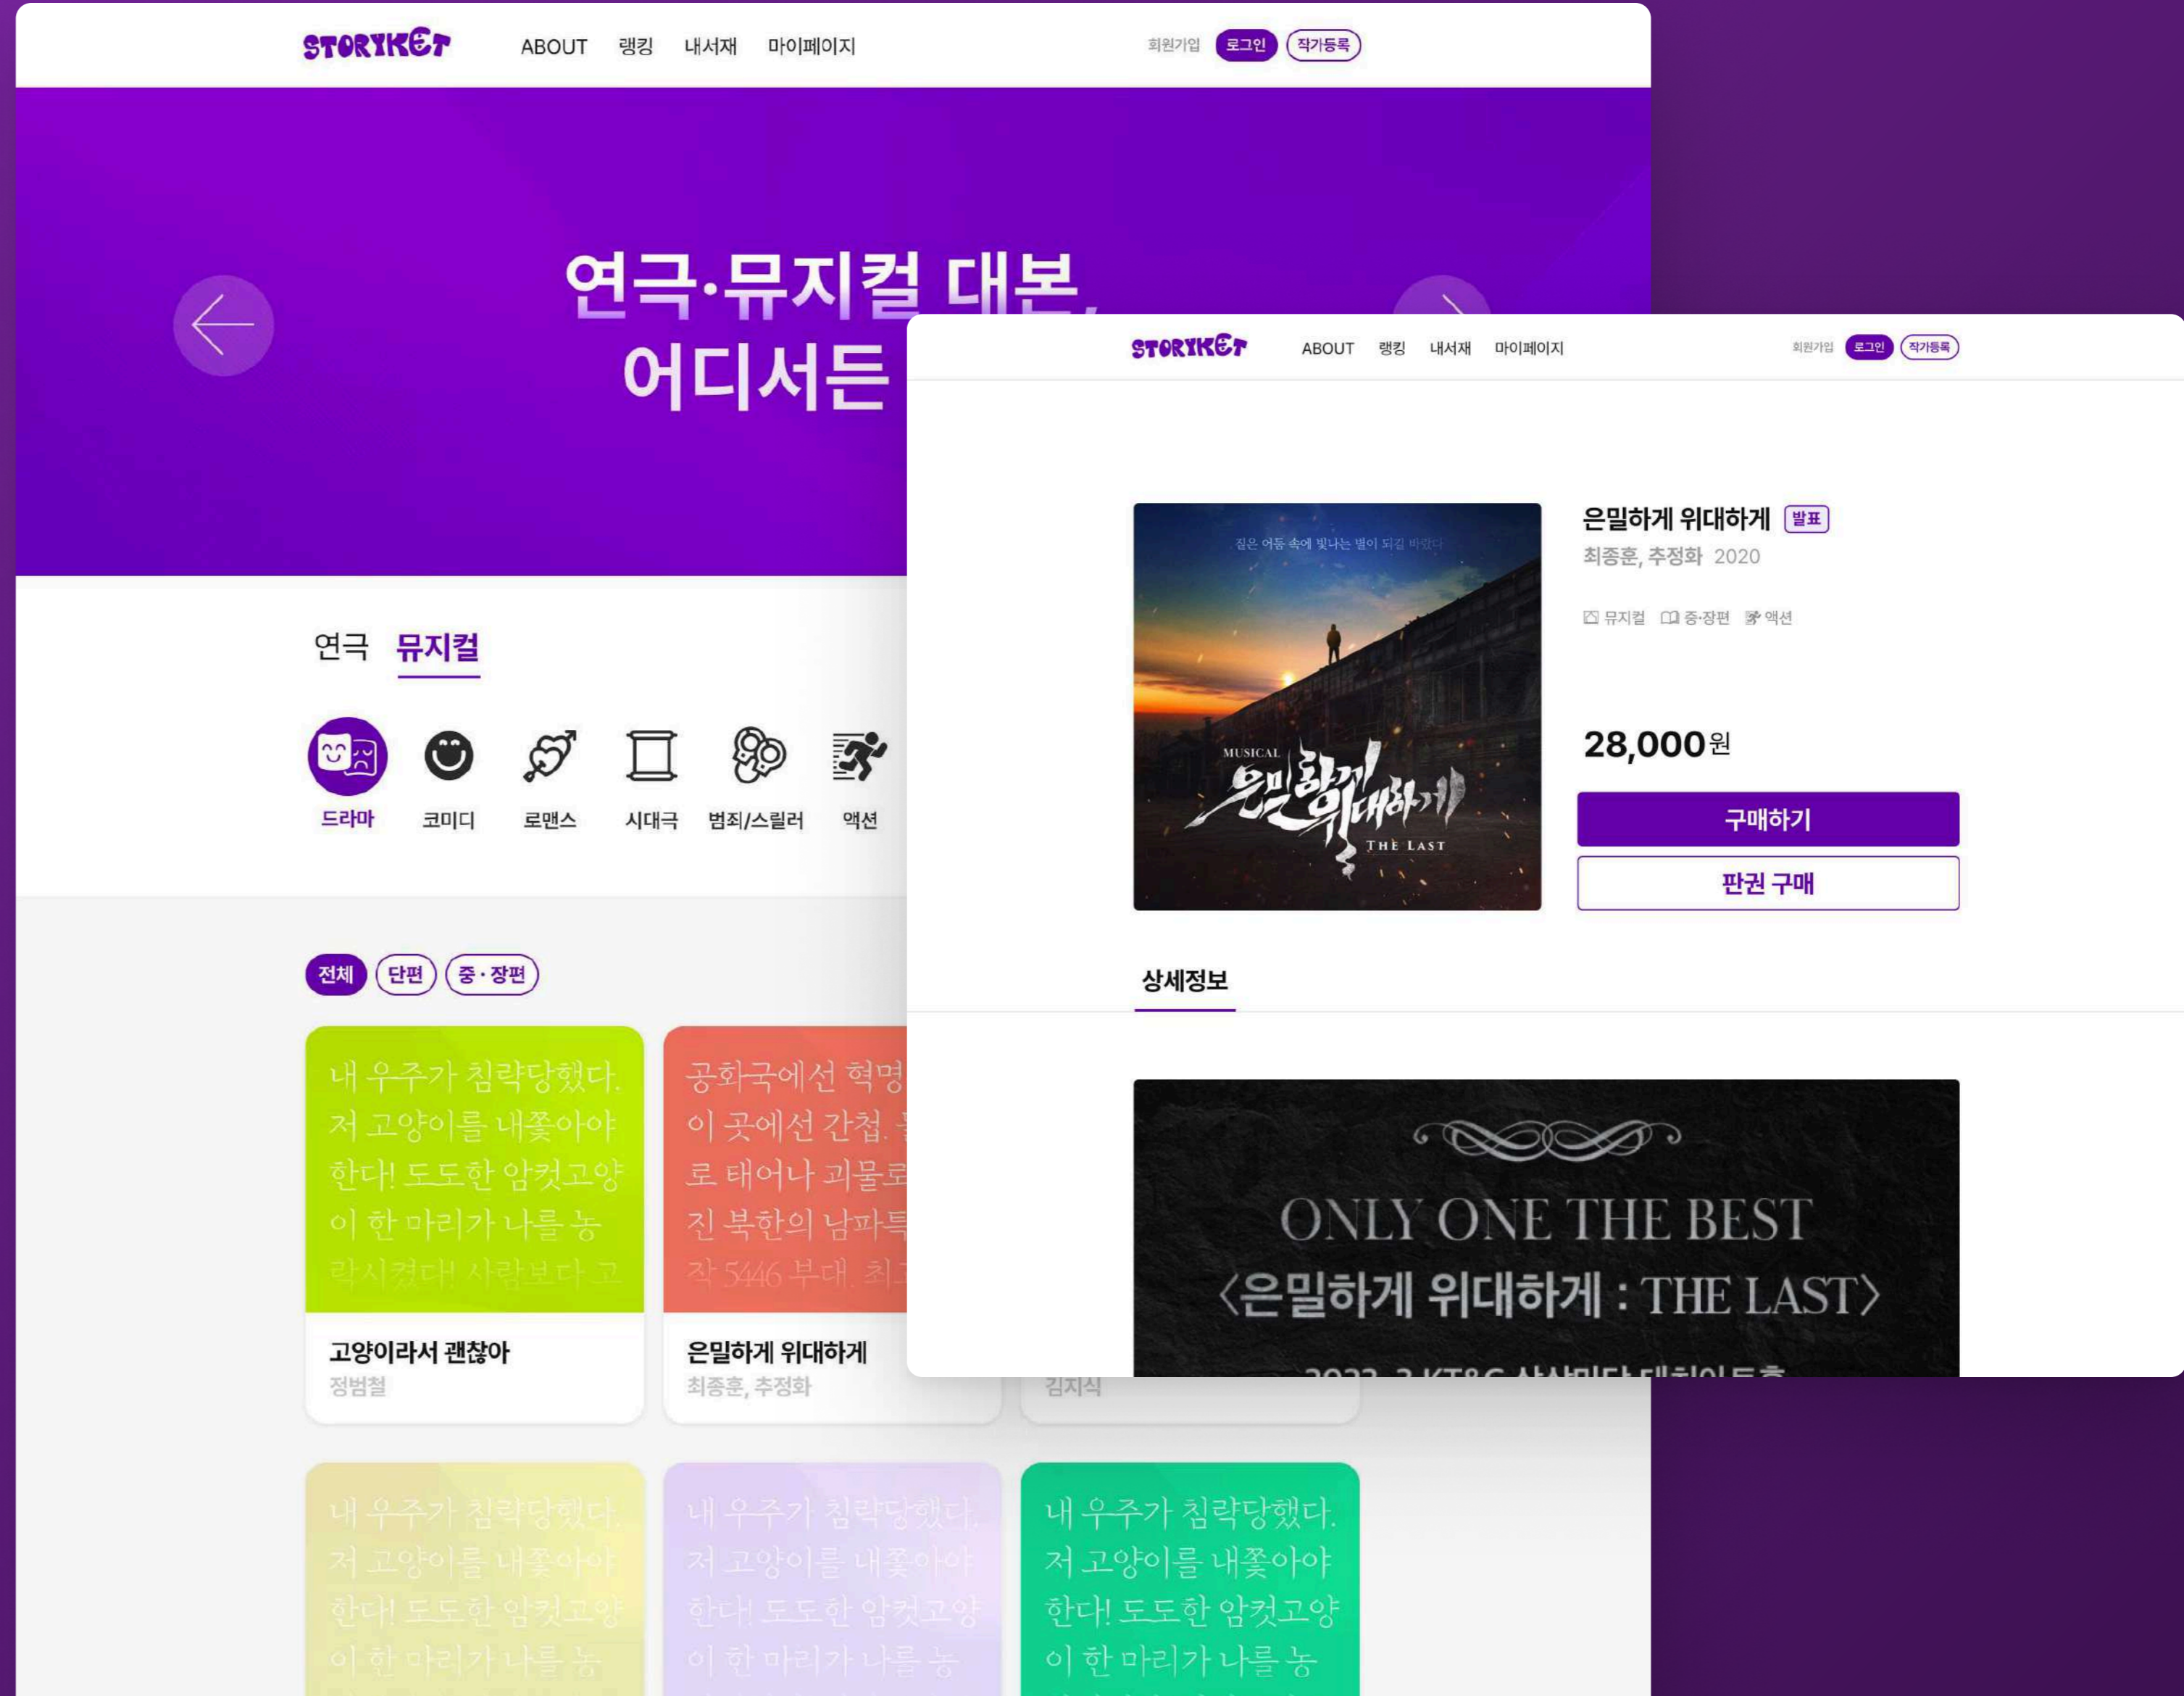 STORYKET
ABOUT 랭킹 내서재 마이페이지
회원가입 로그인 작가등록
연극·뮤지컬 대본,
어디서든
연극 뮤지컬
드라마 코미디 로맨스 시대극 범죄/스릴러 액션
전체 단편 중·장편
내 우주가 침략당했다.
저 고양이를 내쫓아야
한다! 도도한 암컷고양
이 한 마리가 나를 농
락시켰다! 사람보다 고
고양이라서 괜찮아
정범철
공화국에선 혁명
이 곳에선 간첩.
로 태어나 괴물로
진 북한의 남파특
작 5446 부대. 최고
은밀하게 위대하게
최종훈, 추정화
김지식
내 우주가 침략당했다.
저 고양이를 내쫓아야
한다! 도도한 암컷고양
이 한 마리가 나를 농
내 우주가 침략당했다.
저 고양이를 내쫓아야
한다! 도도한 암컷고양
이 한 마리가 나를 농
내 우주가 침략당했다.
저 고양이를 내쫓아야
한다! 도도한 암컷고양
이 한 마리가 나를 농
STORYKET
ABOUT 랭킹 내서재 마이페이지
회원가입 로그인 작가등록
짙은 어둠 속에 빛나는 별이 되길 바랐다
MUSICAL
은밀하게
위대하게
THE LAST
은밀하게 위대하게 발표
최종훈, 추정화 2020
뮤지컬 중·장편 액션
28,000원
구매하기
판권 구매
상세정보
ONLY ONE THE BEST
<은밀하게 위대하게 : THE LAST>